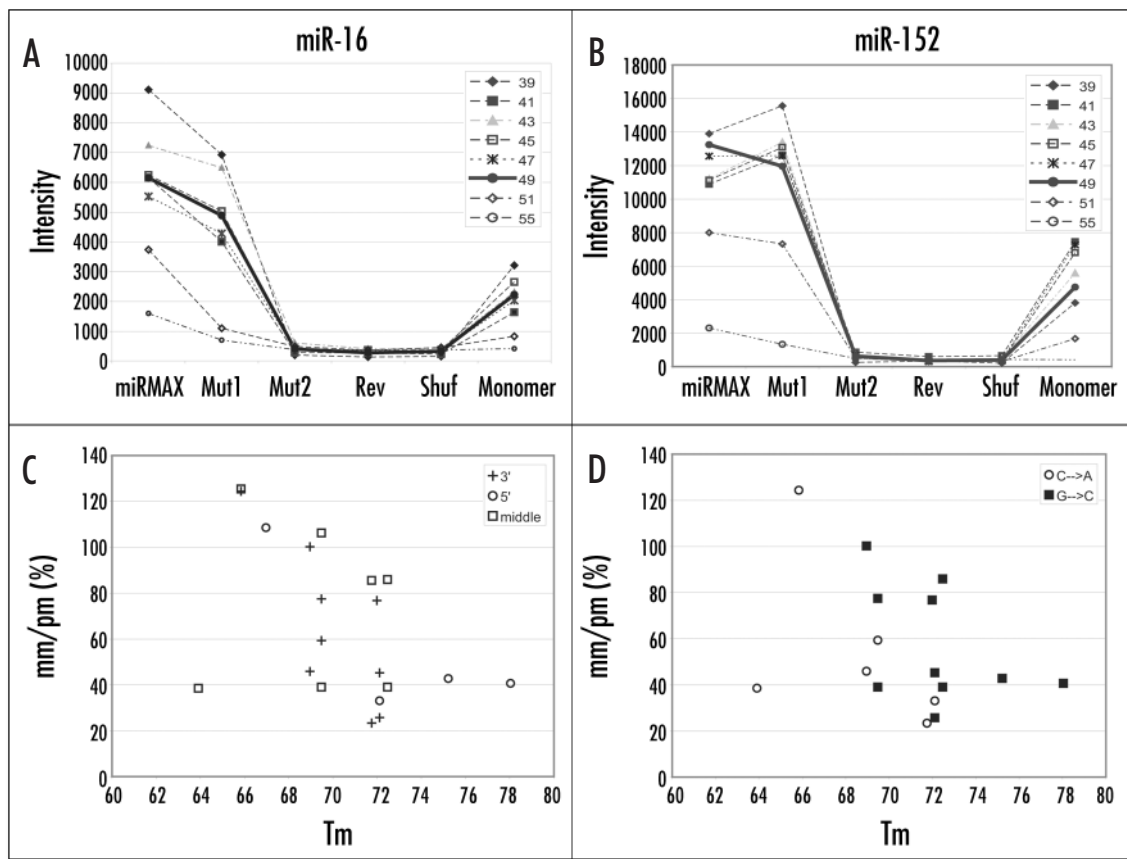 A
miR-16
Intensity
10000
9000
8000
7000
6000
5000
4000
3000
2000
1000
0
39
41
43
45
47
49
51
55
miRMAX Mut1 Mut2 Rev Shuf Monomer
B
miR-152
Intensity
18000
16000
14000
12000
10000
8000
6000
4000
2000
0
39
41
43
45
47
49
51
55
miRMAX Mut1 Mut2 Rev Shuf Monomer
C
mm/pm (%)
140
120
100
80
60
40
20
0
3'
5'
middle
60 62 64 66 68 70 72 74 76 78 80
Tm
D
mm/pm (%)
140
120
100
80
60
40
20
0
C-->A
G-->C
60 62 64 66 68 70 72 74 76 78 80
Tm